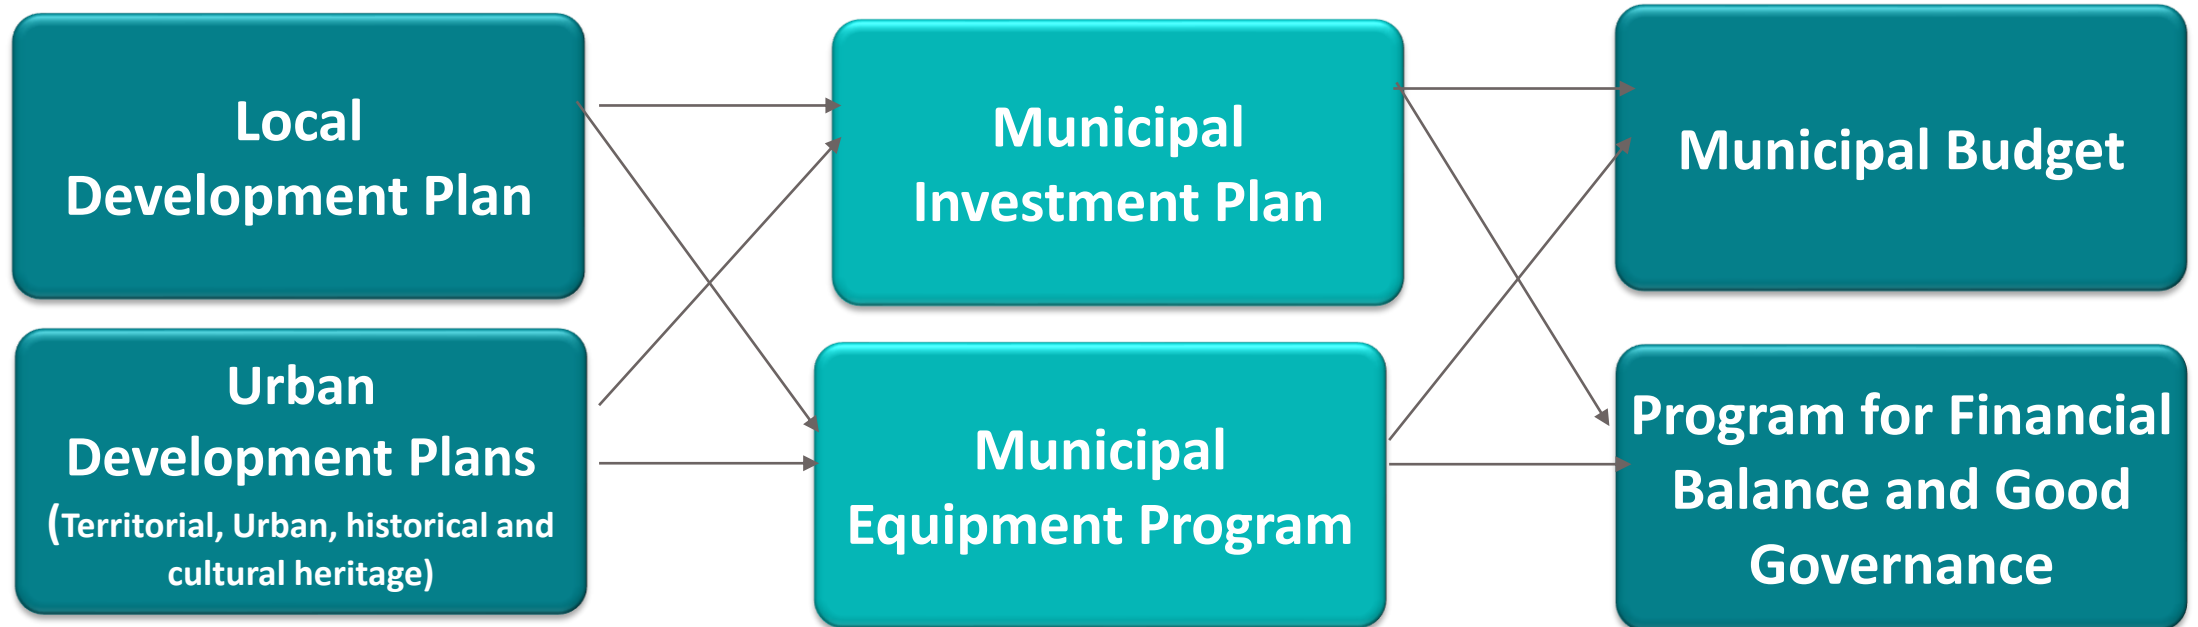 Local
Development Plan
Urban
Development Plans
(Territorial, Urban, historical and
cultural heritage)
Municipal
Investment Plan
Municipal
Equipment Program
Municipal Budget
Program for Financial
Balance and Good
Governance